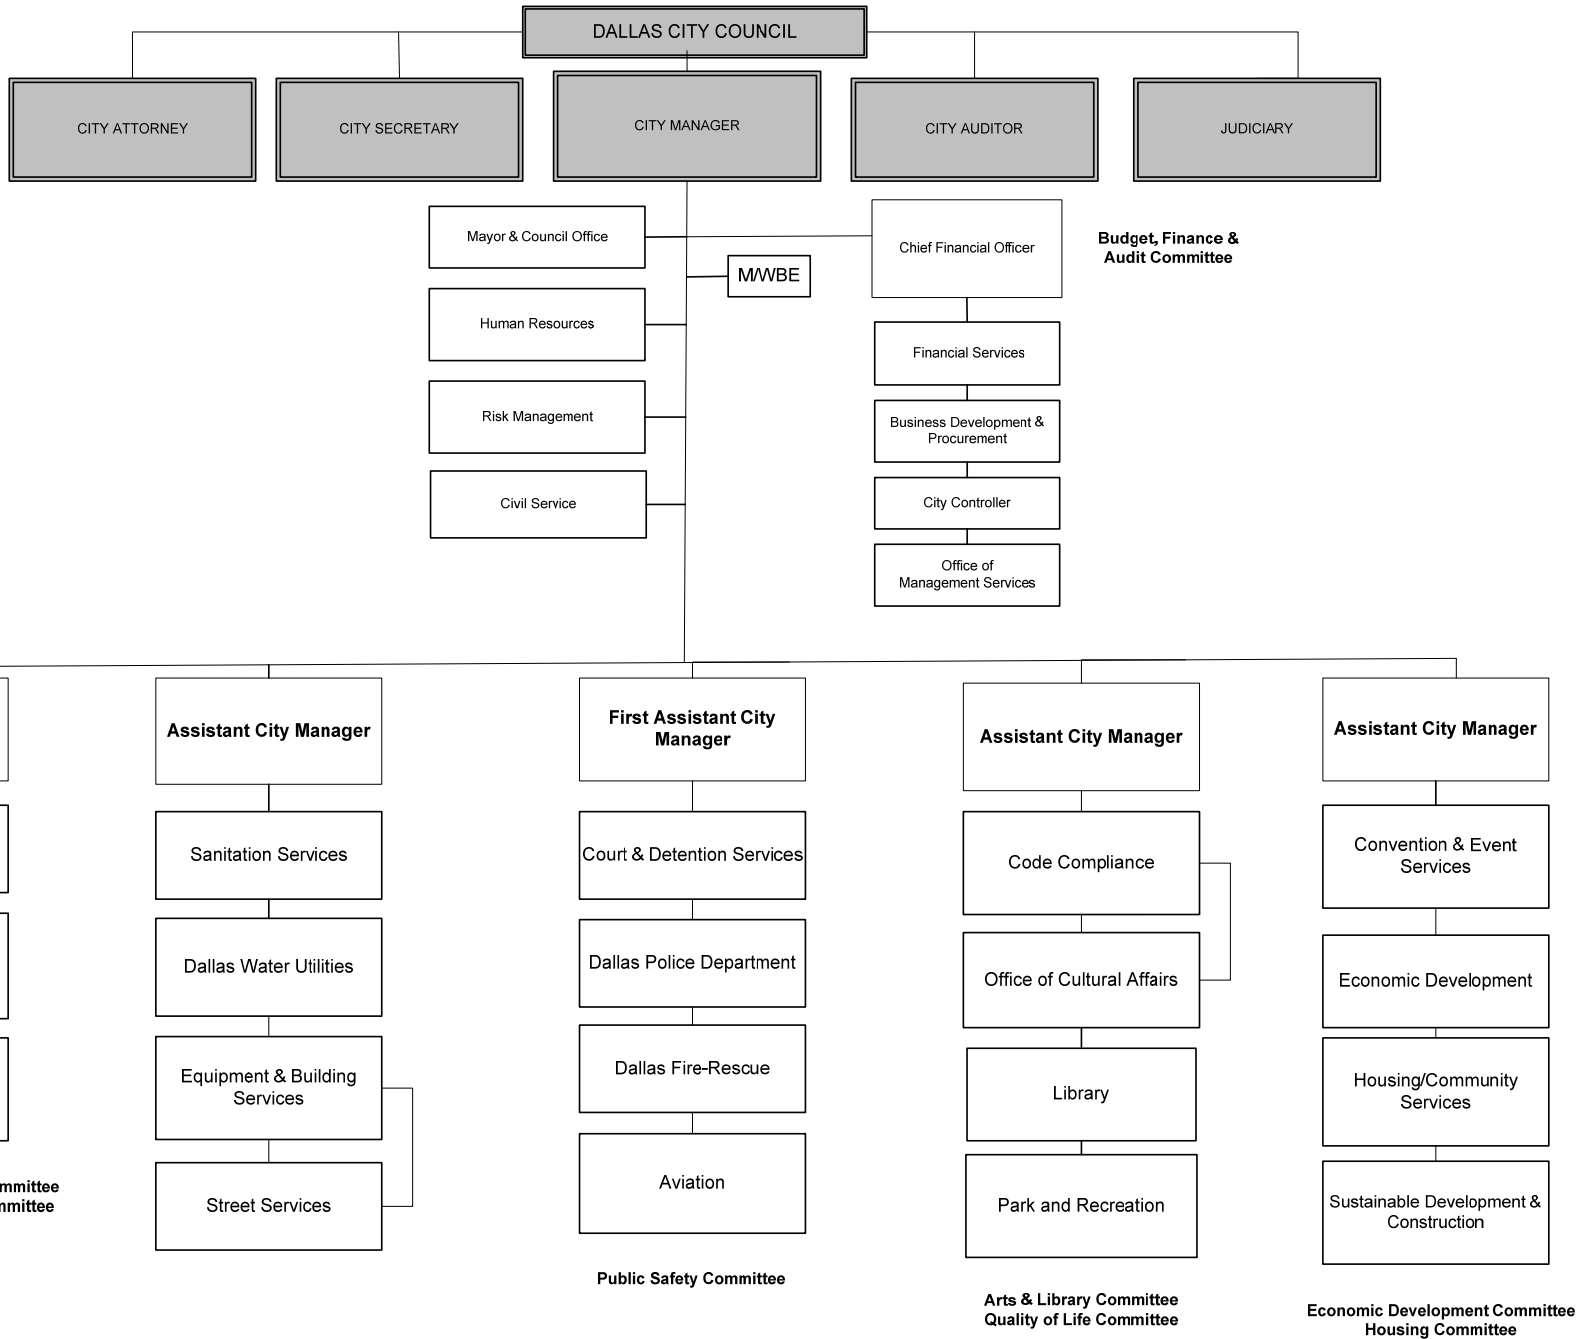 DALLAS CITY COUNCIL
CITY ATTORNEY
CITY SECRETARY
CITY MANAGER
CITY AUDITOR
JUDICIARY
Mayor & Council Office
Chief Financial Officer
Budget, Finance &
Audit Committee
M/WBE
Human Resources
Financial Services
Risk Management
Business Development &
Procurement
Civil Service
City Controller
Office of
Management Services
Assistant City Manager
Sanitation Services
Dallas Water Utilities
Equipment & Building
Services
Street Services
First Assistant City
Manager
Court & Detention Services
Dallas Police Department
Dallas Fire-Rescue
Aviation
Public Safety Committee
Assistant City Manager
Code Compliance
Office of Cultural Affairs
Library
Park and Recreation
Arts & Library Committee
Quality of Life Committee
Assistant City Manager
Convention & Event
Services
Economic Development
Housing/Community
Services
Sustainable Development &
Construction
Economic Development Committee
Housing Committee